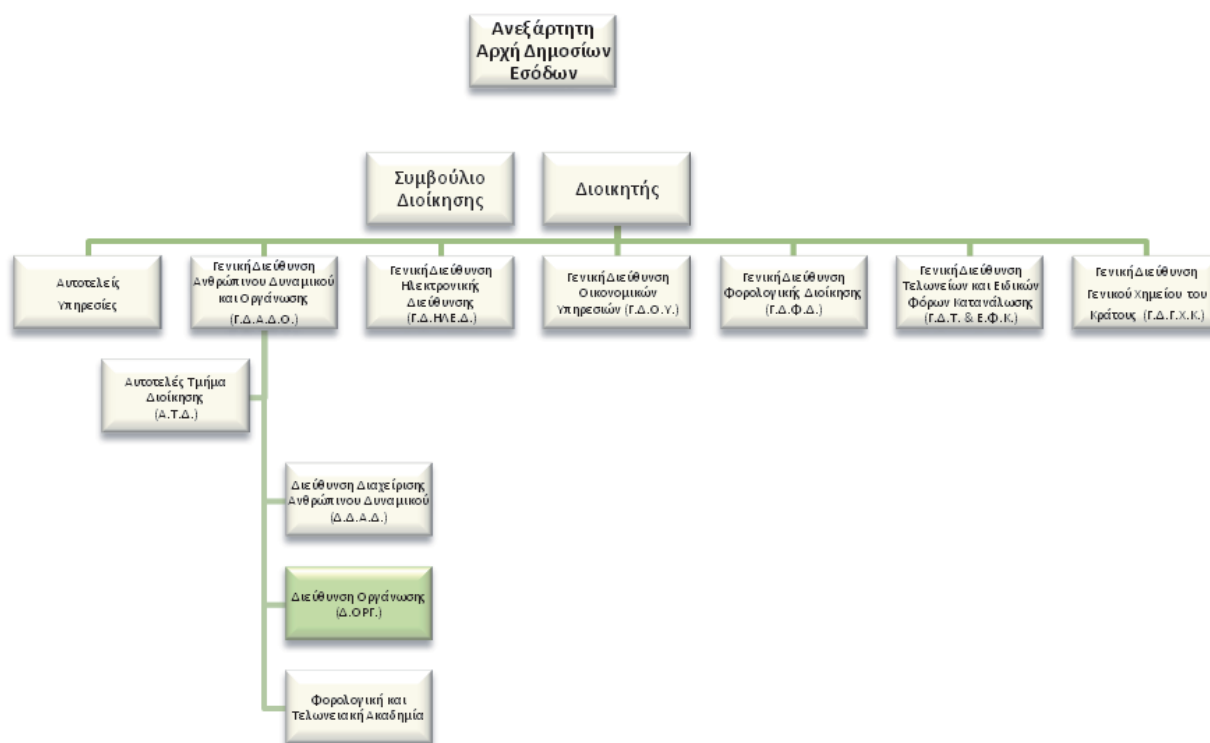 Ανεξάρτητη
Αρχή Δημοσίων
Εσόδων
Συμβούλιο
Διοίκησης
Διοικητής
Αυτοτελείς
Υπηρεσίες
Γενική Διεύθυνση
Ανθρώπινου Δυναμικού
και Οργάνωσης
(Γ.Δ.Α.Δ.Ο.)
Γενική Διεύθυνση
Ηλεκτρονικής
Διεύθυνσης
(Γ.Δ.ΗΛΕ.Δ.)
Γενική Διεύθυνση
Οικονομικών
Υπηρεσιών (Γ.Δ.Ο.Υ.)
Γενική Διεύθυνση
Φορολογικής Διοίκησης
(Γ.Δ.Φ.Δ.)
Γενική Διεύθυνση
Τελωνείων και Ειδικών
Φόρων Κατανάλωσης
(Γ.Δ.Τ. & Ε.Φ.Κ.)
Γενική Διεύθυνση
Γενικού Χημείου του
Κράτους (Γ.Δ.Γ.Χ.Κ.)
Αυτοτελές Τμήμα
Διοίκησης
(Α.Τ.Δ.)
Διεύθυνση Διαχείρισης
Ανθρώπινου Δυναμικού
(Δ.Δ.Α.Δ.)
Διεύθυνση Οργάνωσης
(Δ.ΟΡΓ.)
Φορολογική και
Τελωνειακή Ακαδημία